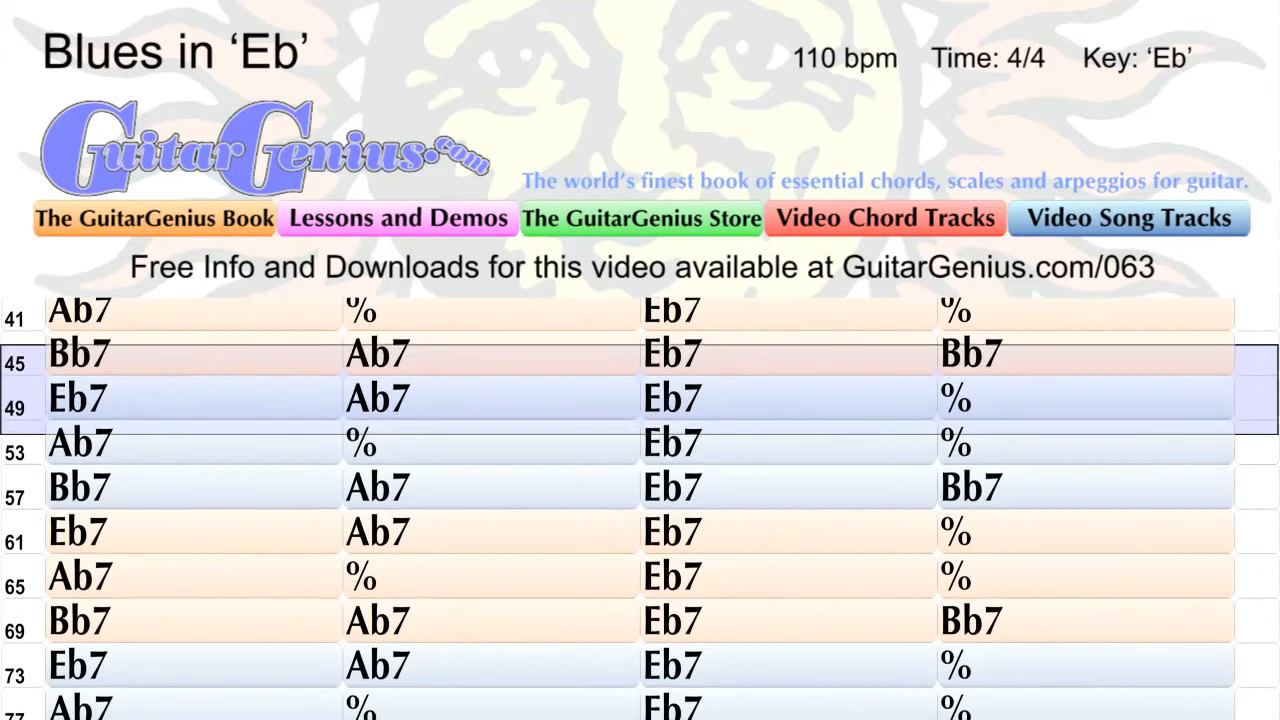 Blues in ‘Eb’ 110 bpm Time: 4/4 Key: ‘Eb’
GuitarGenius.com
The world's finest book of essential chords, scales and arpeggios for guitar.
The GuitarGenius Book Lessons and Demos The GuitarGenius Store Video Chord Tracks Video Song Tracks
Free Info and Downloads for this video available at GuitarGenius.com/063
41 Ab7 % Eb7 %
45 Bb7 Ab7 Eb7 Bb7
49 Eb7 Ab7 Eb7 %
53 Ab7 % Eb7 %
57 Bb7 Ab7 Eb7 Bb7
61 Eb7 Ab7 Eb7 %
65 Ab7 % Eb7 %
69 Bb7 Ab7 Eb7 Bb7
73 Eb7 Ab7 Eb7 %
77 Ab7 % Eb7 %